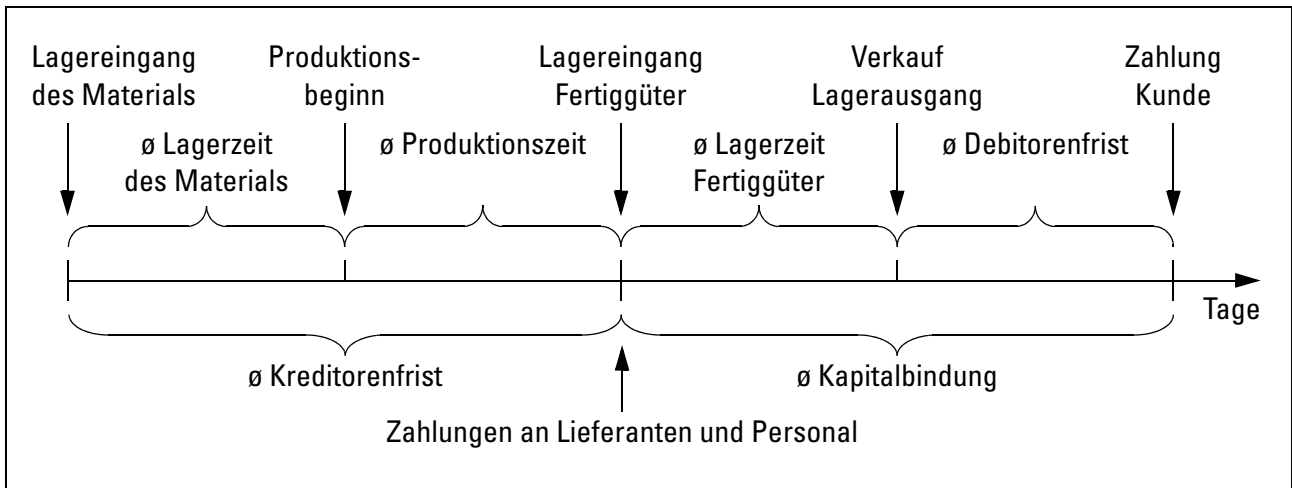 Lagereingang
des Materials
Produktions-
beginn
Lagereingang
Fertiggüter
Verkauf
Lagerausgang
Zahlung
Kunde
ø Lagerzeit
des Materials
ø Produktionszeit
ø Lagerzeit
Fertiggüter
ø Debitorenfrist
Tage
ø Kreditorenfrist
ø Kapitalbindung
Zahlungen an Lieferanten und Personal